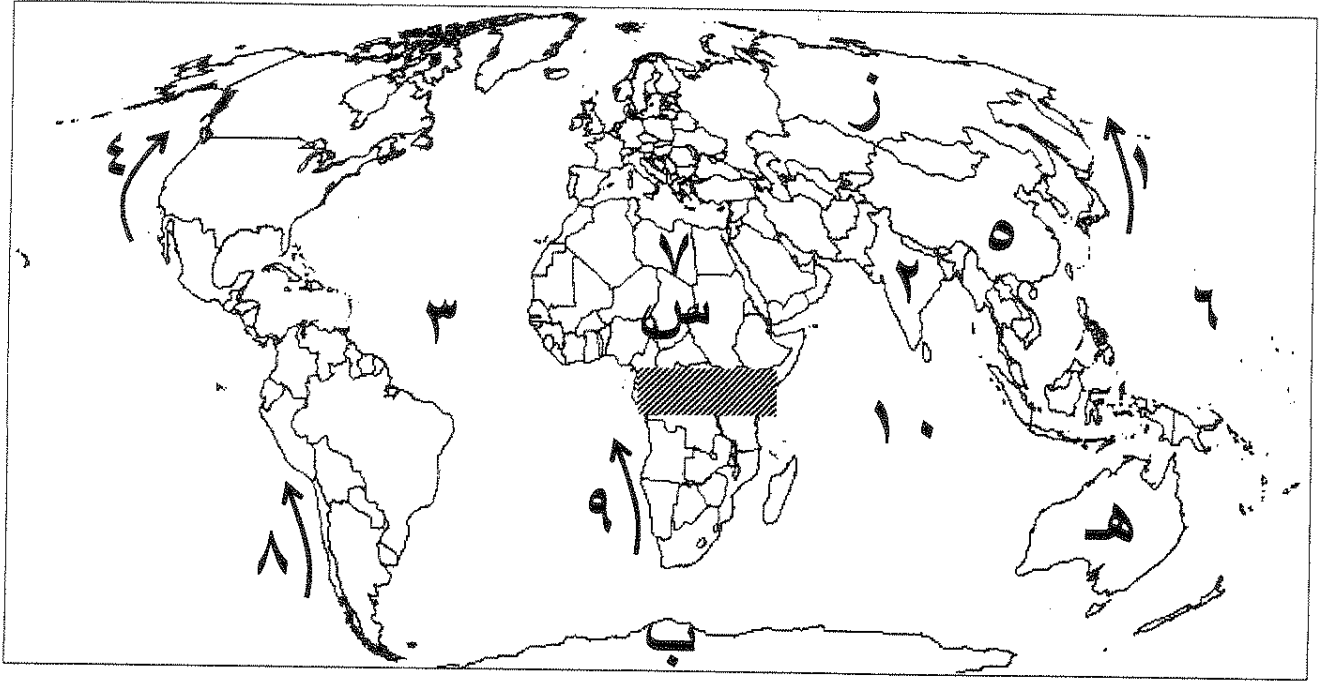 ز
٤
١
٥
٧
٢
٣
س
٦
١٠
٩
هـ
٨
ب